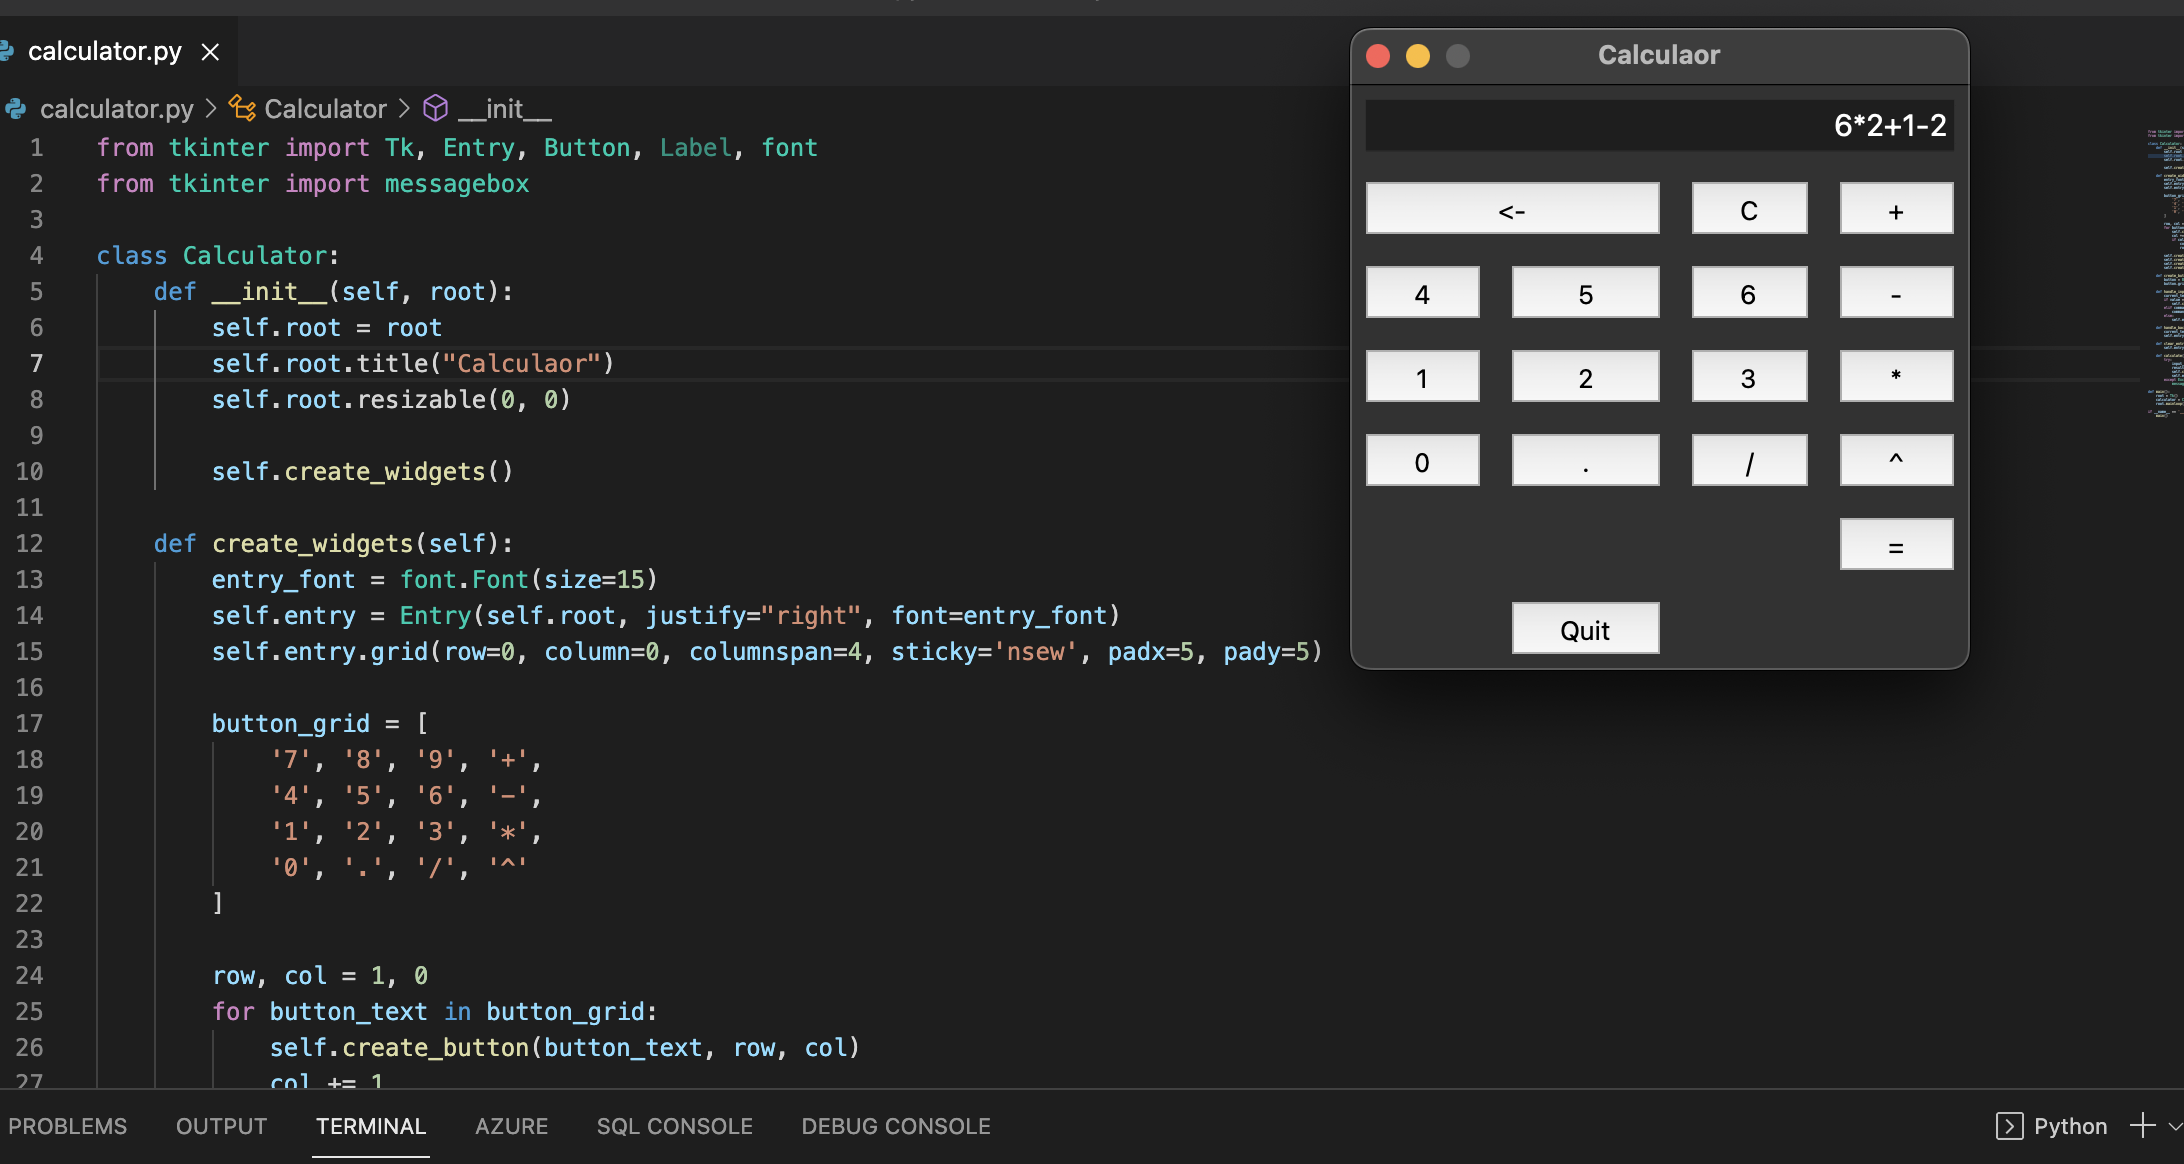 calculator.py
calculator.py > Calculator > __init__
1 from tkinter import Tk, Entry, Button, Label, font
2 from tkinter import messagebox
3
4 class Calculator:
5 def __init__(self, root):
6 self.root = root
7 self.root.title("Calculaor")
8 self.root.resizable(0, 0)
9
10 self.create_widgets()
11
12 def create_widgets(self):
13 entry_font = font.Font(size=15)
14 self.entry = Entry(self.root, justify="right", font=entry_font)
15 self.entry.grid(row=0, column=0, columnspan=4, sticky='nsew', padx=5, pady=5)
16
17 button_grid = [
18 '7', '8', '9', '+',
19 '4', '5', '6', '-',
20 '1', '2', '3', '*',
21 '0', '.', '/', '^'
22 ]
23
24 row, col = 1, 0
25 for button_text in button_grid:
26 self.create_button(button_text, row, col)
27 col += 1
Calculaor
6*2+1-2
<- C +
4 5 6 -
1 2 3 *
0 . / ^
=
Quit
PROBLEMS OUTPUT TERMINAL AZURE SQL CONSOLE DEBUG CONSOLE Python